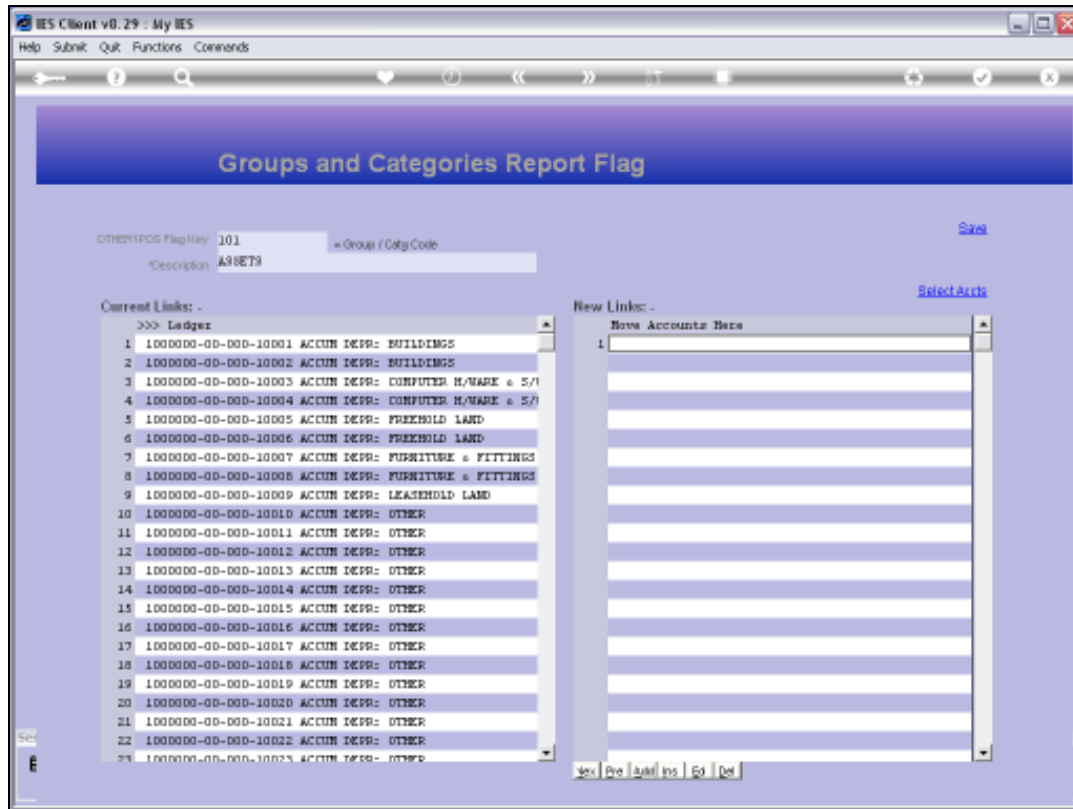 IES Client v8.29 : My IES
Help Submit Quit Functions Commands
Groups and Categories Report Flag
Save
OTHER1POS Flag Key 101 = Group / Catg Code
*Description ASSETS
Select Accts
Current Links: -
New Links: -
>>> Ledger
Move Accounts Here
1 1000000-00-000-10001 ACCUM DEPR: BUILDINGS
1
2 1000000-00-000-10002 ACCUM DEPR: BUILDINGS
3 1000000-00-000-10003 ACCUM DEPR: COMPUTER H/WARE & S/W
4 1000000-00-000-10004 ACCUM DEPR: COMPUTER H/WARE & S/W
5 1000000-00-000-10005 ACCUM DEPR: FREEHOLD LAND
6 1000000-00-000-10006 ACCUM DEPR: FREEHOLD LAND
7 1000000-00-000-10007 ACCUM DEPR: FURNITURE & FITTINGS
8 1000000-00-000-10008 ACCUM DEPR: FURNITURE & FITTINGS
9 1000000-00-000-10009 ACCUM DEPR: LEASEHOLD LAND
10 1000000-00-000-10010 ACCUM DEPR: OTHER
11 1000000-00-000-10011 ACCUM DEPR: OTHER
12 1000000-00-000-10012 ACCUM DEPR: OTHER
13 1000000-00-000-10013 ACCUM DEPR: OTHER
14 1000000-00-000-10014 ACCUM DEPR: OTHER
15 1000000-00-000-10015 ACCUM DEPR: OTHER
16 1000000-00-000-10016 ACCUM DEPR: OTHER
17 1000000-00-000-10017 ACCUM DEPR: OTHER
18 1000000-00-000-10018 ACCUM DEPR: OTHER
19 1000000-00-000-10019 ACCUM DEPR: OTHER
20 1000000-00-000-10020 ACCUM DEPR: OTHER
21 1000000-00-000-10021 ACCUM DEPR: OTHER
22 1000000-00-000-10022 ACCUM DEPR: OTHER
23 1000000-00-000-10023 ACCUM DEPR: OTHER
Nex Pre Add Ins Ed Del